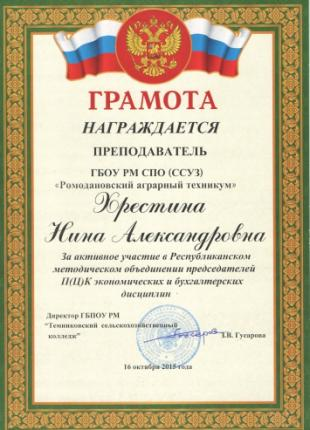 ГРАМОТА
НАГРАЖДАЕТСЯ
ПРЕПОДАВАТЕЛЬ
ГБОУ РМ СПО (ССУЗ)
«Ромодановский аграрный техникум»
Хрестина
Нина Александровна
За активное участие в Республиканском
методическом объединении председателей
П(Ц)К экономических и бухгалтерских
дисциплин
Директор ГБПОУ РМ
"Темниковский сельскохозяйственный
колледж"
З.В. Гусарова
16 октября 2015 года